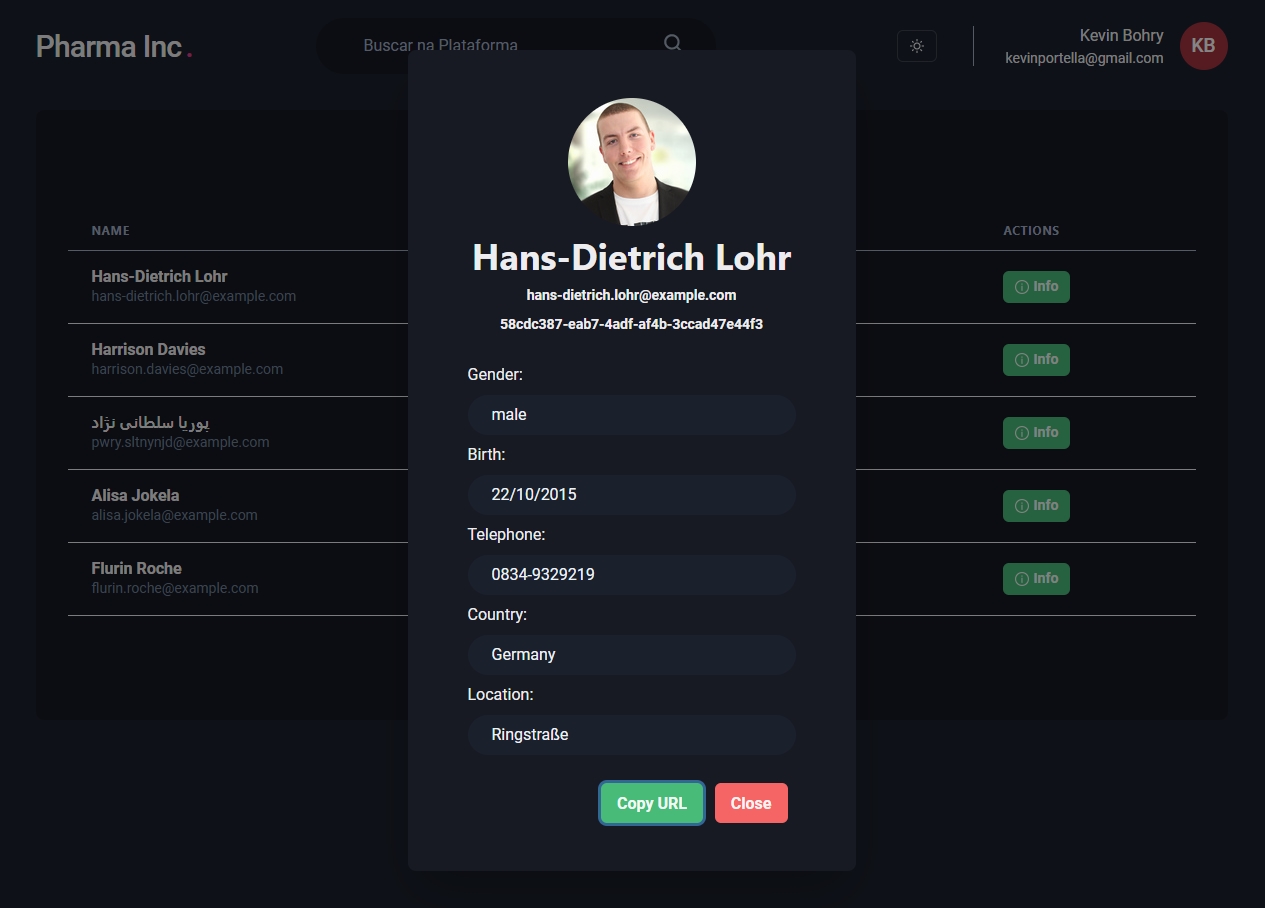 Pharma Inc.
Buscar na Plataforma
Kevin Bohry
kevinportella@gmail.com
KB
NAME
ACTIONS
Hans-Dietrich Lohr
hans-dietrich.lohr@example.com
Info
Harrison Davies
harrison.davies@example.com
Info
پوریا سلطانی نژاد
pwry.sltnynjd@example.com
Info
Alisa Jokela
alisa.jokela@example.com
Info
Flurin Roche
flurin.roche@example.com
Info
Hans-Dietrich Lohr
hans-dietrich.lohr@example.com
58cdc387-eab7-4adf-af4b-3ccad47e44f3
Gender:
male
Birth:
22/10/2015
Telephone:
0834-9329219
Country:
Germany
Location:
Ringstraße
Copy URL
Close